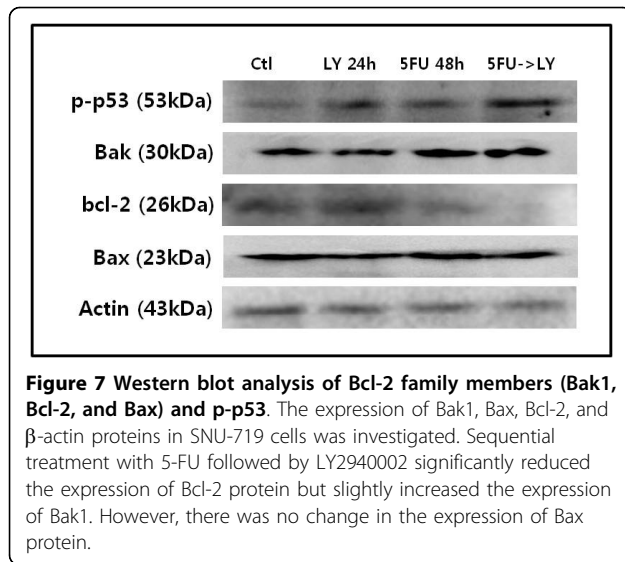 Ctl LY 24h 5FU 48h 5FU->LY
p-p53 (53kDa)
Bak (30kDa)
bcl-2 (26kDa)
Bax (23kDa)
Actin (43kDa)
Figure 7 Western blot analysis of Bcl-2 family members (Bak1,
Bcl-2, and Bax) and p-p53. The expression of Bak1, Bax, Bcl-2, and
β-actin proteins in SNU-719 cells was investigated. Sequential
treatment with 5-FU followed by LY2940002 significantly reduced
the expression of Bcl-2 protein but slightly increased the expression
of Bak1. However, there was no change in the expression of Bax
protein.